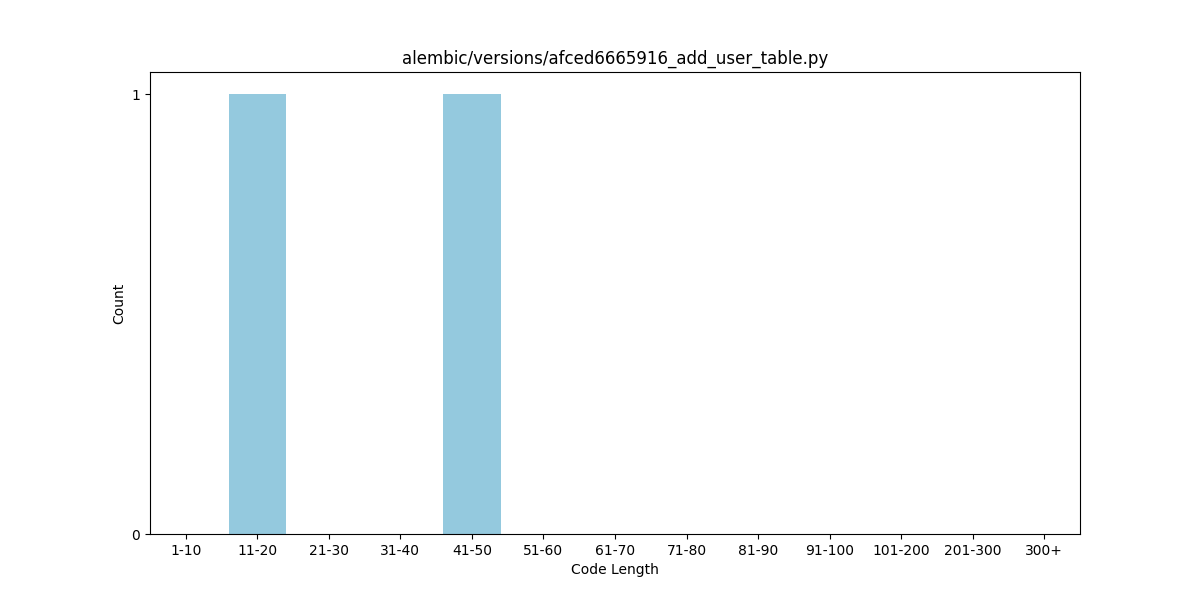 alembic/versions/afced6665916_add_user_table.py
1
Count
0
1-10 11-20 21-30 31-40 41-50 51-60 61-70 71-80 81-90 91-100 101-200 201-300 300+
Code Length